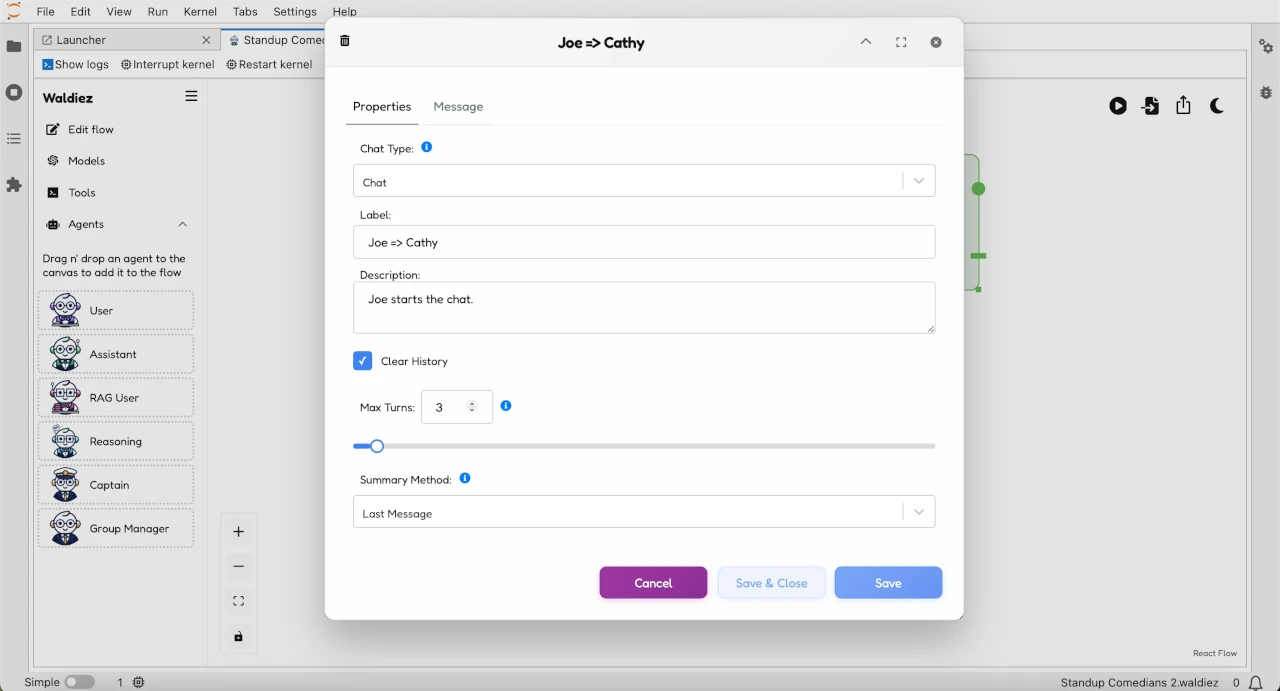 File Edit View Run Kernel Tabs Settings Help
Launcher
Standup Come
Show logs Interrupt kernel Restart kernel
Waldiez
Edit flow
Models
Tools
Agents
Drag n' drop an agent to the
canvas to add it to the flow
User
Assistant
RAG User
Reasoning
Captain
Group Manager
Joe => Cathy
Properties Message
Chat Type:
Chat
Label:
Joe => Cathy
Description:
Joe starts the chat.
Clear History
Max Turns: 3
Summary Method:
Last Message
Cancel Save & Close Save
React Flow
Simple 1 Standup Comedians 2.waldiez 0